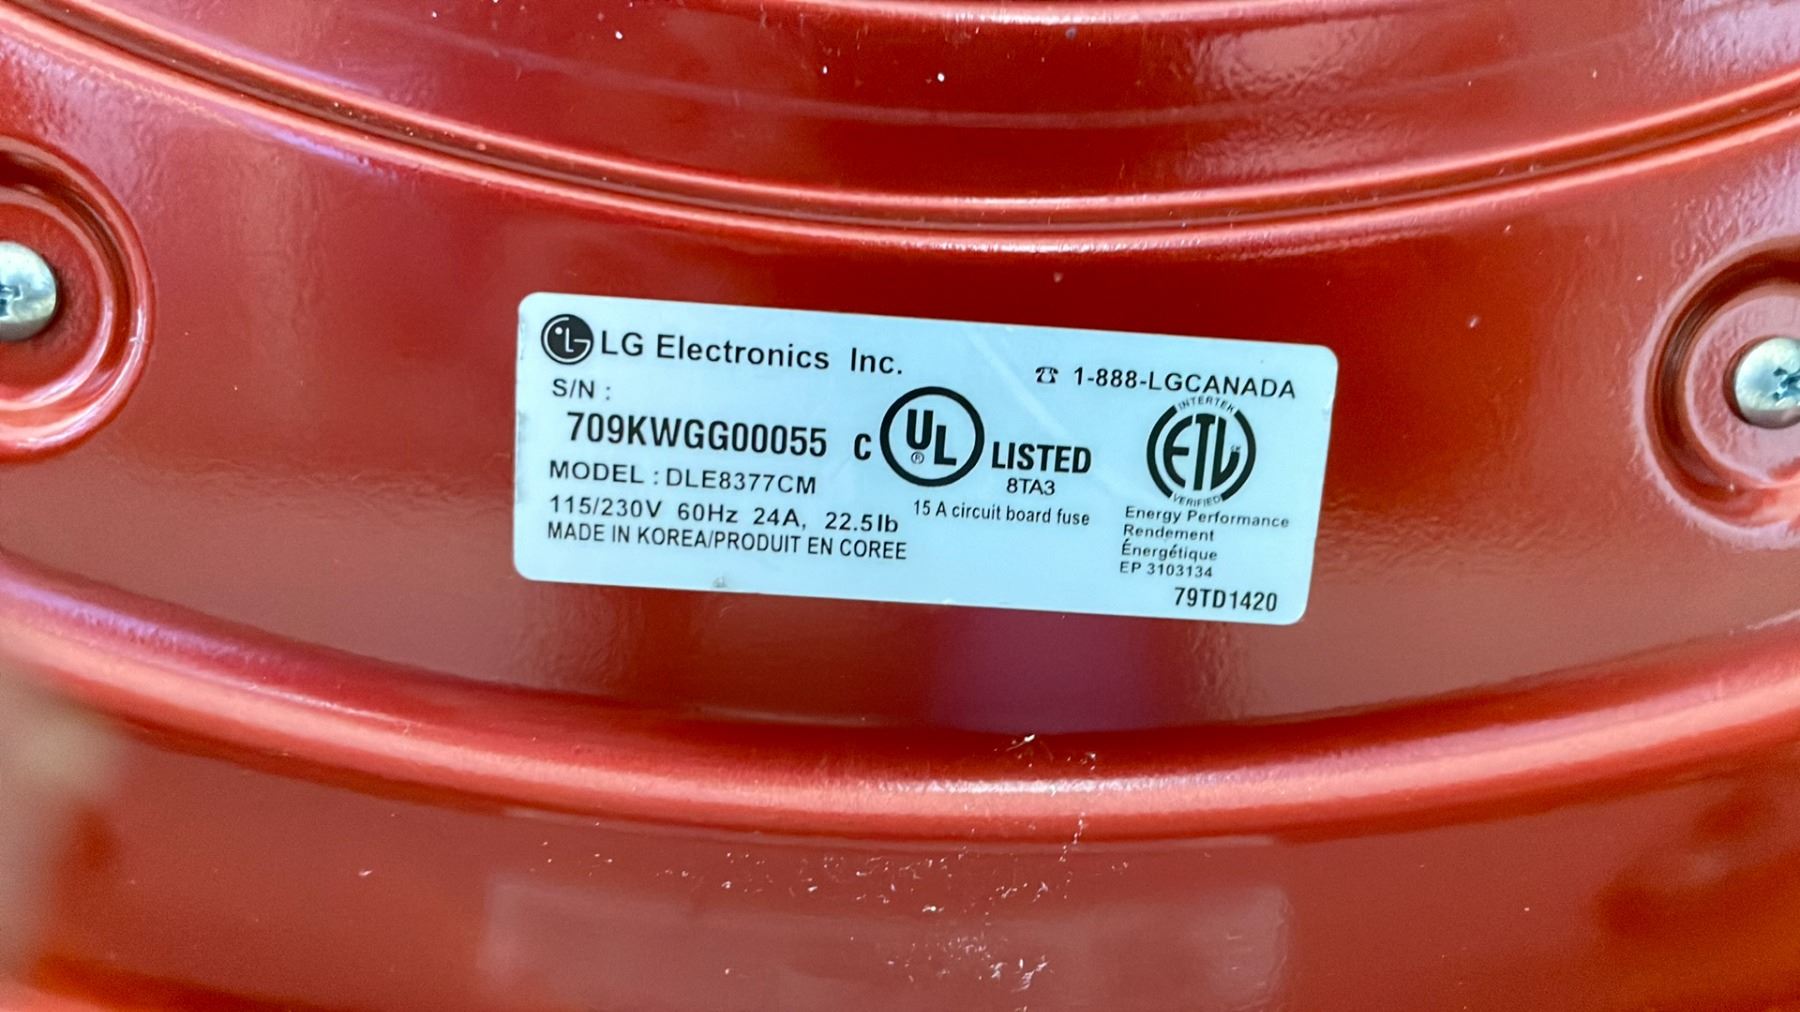 LG LG Electronics Inc.
☎ 1-888-LGCANADA
S/N :
709KWGG00055
MODEL : DLE8377CM
115/230V 60Hz 24A, 22.5lb
MADE IN KOREA/PRODUIT EN COREE
C UL ® LISTED
8TA3
15 A circuit board fuse
INTERTEK
ETL
VERIFIED
Energy Performance
Rendement
Énergétique
EP 3103134
79TD1420